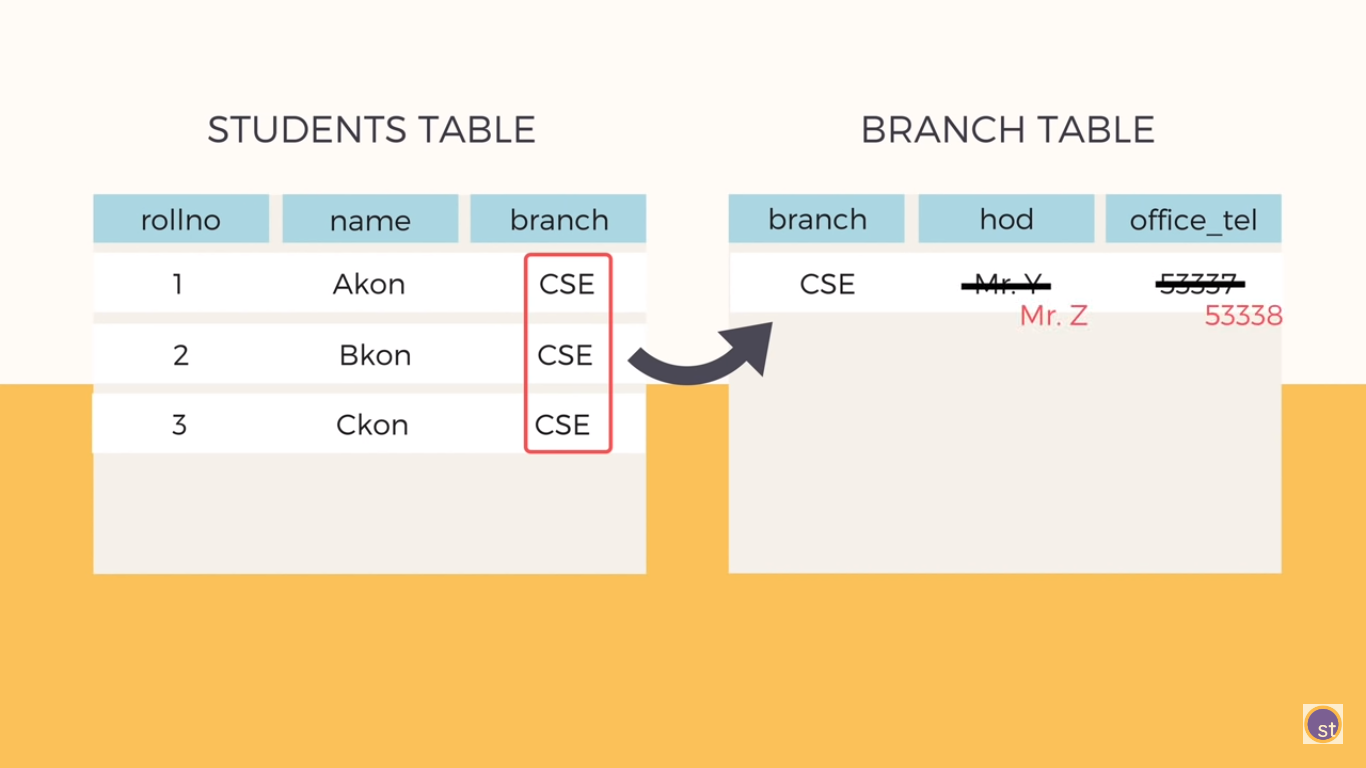 STUDENTS TABLE
rollno name branch
1 Akon CSE
2 Bkon CSE
3 Ckon CSE
BRANCH TABLE
branch hod office_tel
CSE Mr. Y 53337
Mr. Z 53338
st